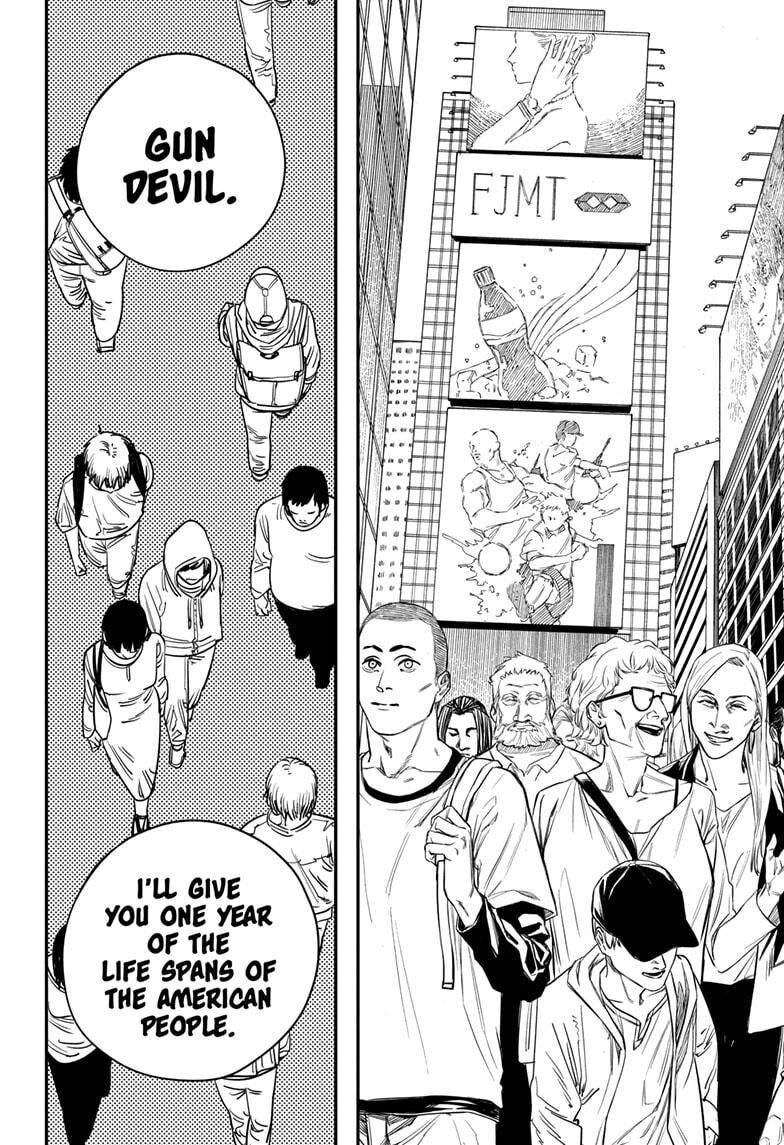 FJMT
GUN
DEVIL.
I'LL GIVE
YOU ONE YEAR
OF THE
LIFE SPANS OF
THE AMERICAN
PEOPLE.